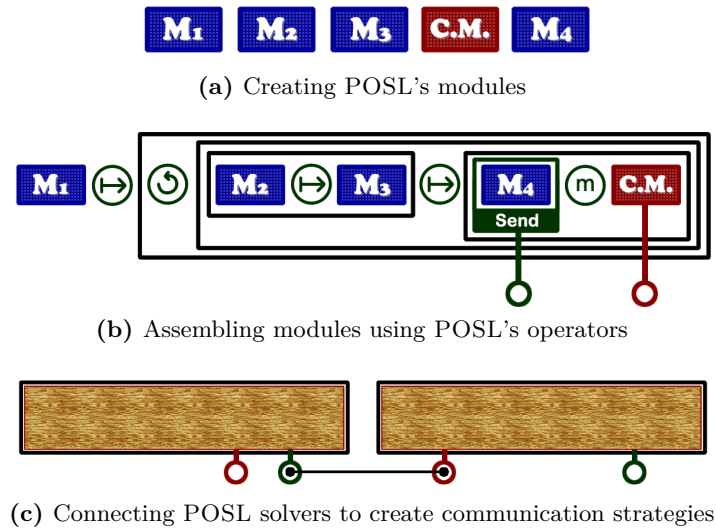 M₁ M₂ M₃ C.M. M₄
(a) Creating POSL's modules
M₁ ↦ ↺ M₂ ↦ M₃ ↦ M₄ m C.M.
Send
(b) Assembling modules using POSL's operators
(c) Connecting POSL solvers to create communication strategies